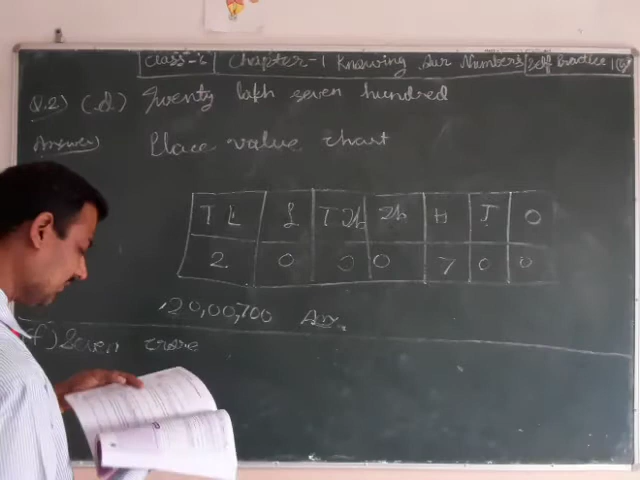 Class-6 Chapter-1 Knowing Our Numbers Self Practice 1(a)
Q.2) (d) Twenty lakh seven hundred
Answer) Place value chart
T L L T Th Th H T O
2 0 0 0 7 0 0
20,00,700 Ans.
(f) Seven crore